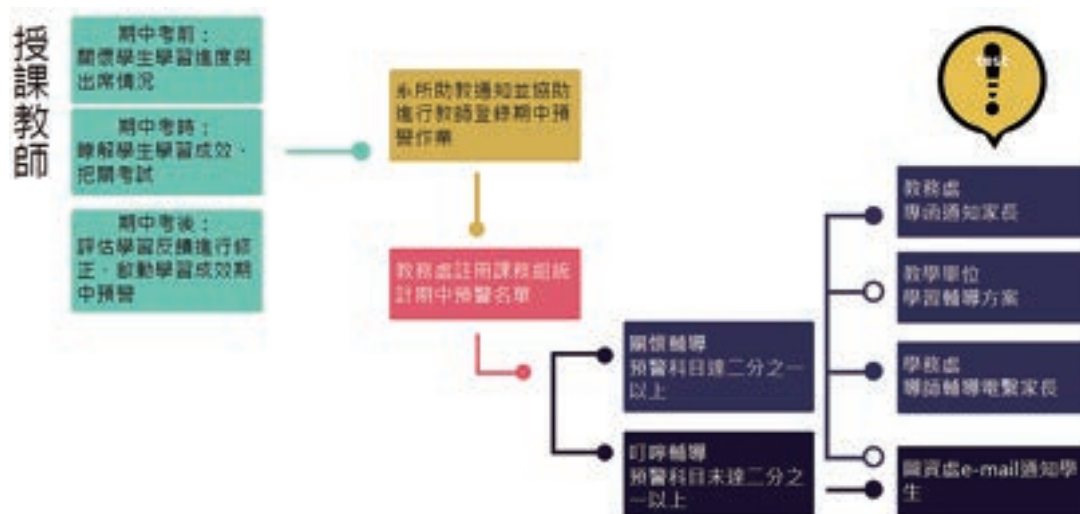 授課教師
期中考前：
關懷學生學習進度與
出席情況
期中考時：
瞭解學生學習成效、
把關考試
期中考後：
評估學習反饋進行修
正、啟動學習成效期
中預警
系所助教通知並協助
進行教師登錄期中預
警作業
教務處註冊課務組統
計期中預警名單
關懷輔導
預警科目達二分之一
以上
叮嚀輔導
預警科目未達二分之
一以上
test
教務處
專函通知家長
教學單位
學習輔導方案
學務處
導師輔導電繫家長
圖資處e-mail通知學
生